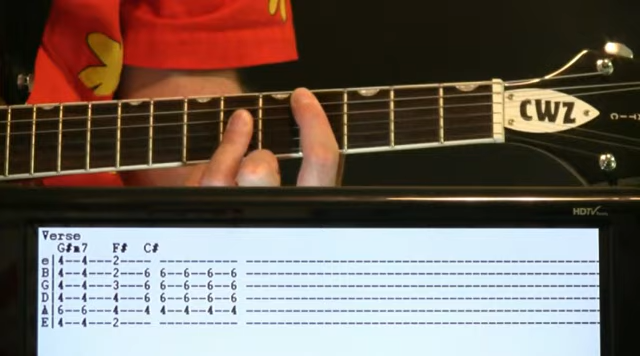 CWZ
HDTV
Verse
G#m7 F# C#
e|4--4---2---- ----------- --------------------------------------------------
B|4--4---2---6 6--6--6--6 --------------------------------------------------
G|4--4---3---6 6--6--6--6 --------------------------------------------------
D|4--4---4---6 6--6--6--6 --------------------------------------------------
A|6--6---4---4 4--4--4--4 --------------------------------------------------
E|4--4---2---- ----------- --------------------------------------------------